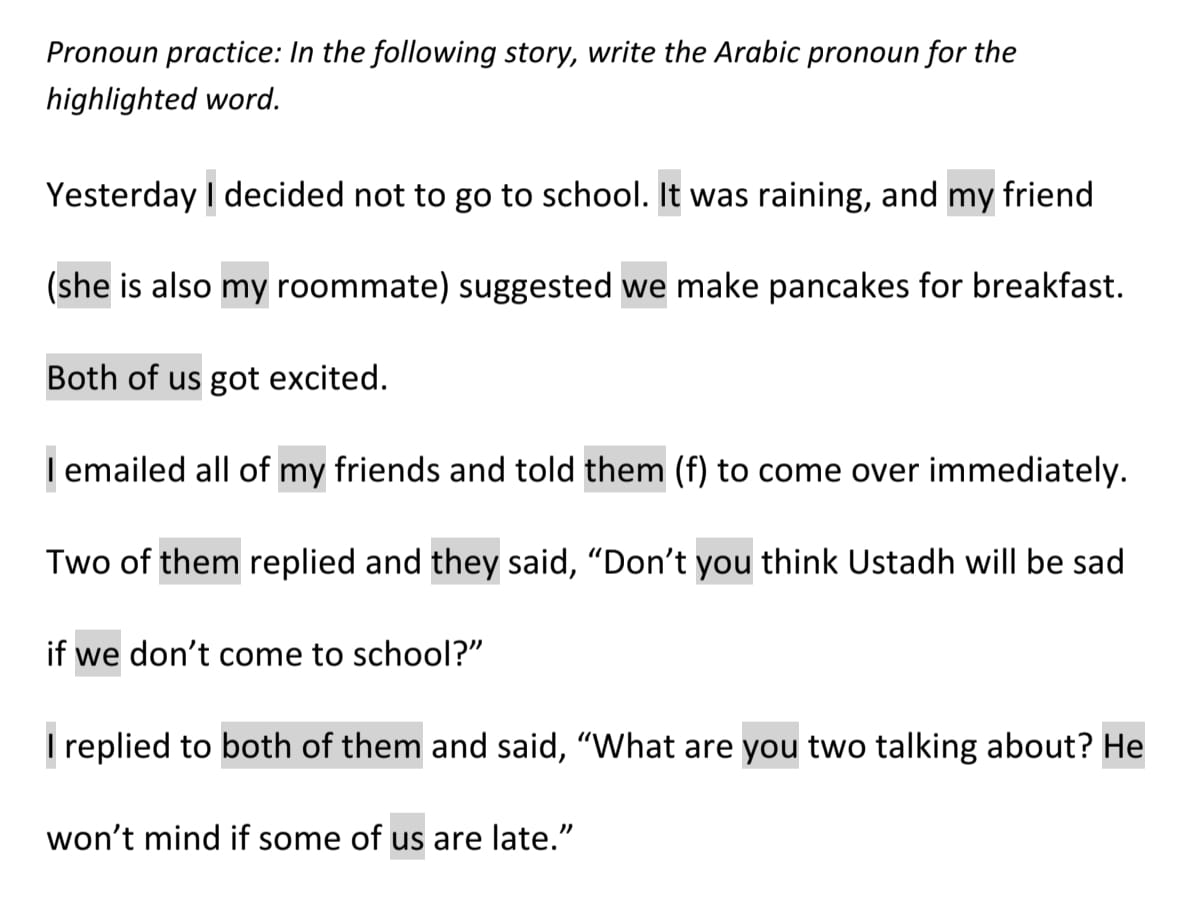 Pronoun practice: In the following story, write the Arabic pronoun for the
highlighted word.
Yesterday I decided not to go to school. It was raining, and my friend
(she is also my roommate) suggested we make pancakes for breakfast.
Both of us got excited.
I emailed all of my friends and told them (f) to come over immediately.
Two of them replied and they said, “Don’t you think Ustadh will be sad
if we don’t come to school?”
I replied to both of them and said, “What are you two talking about? He
won’t mind if some of us are late.”